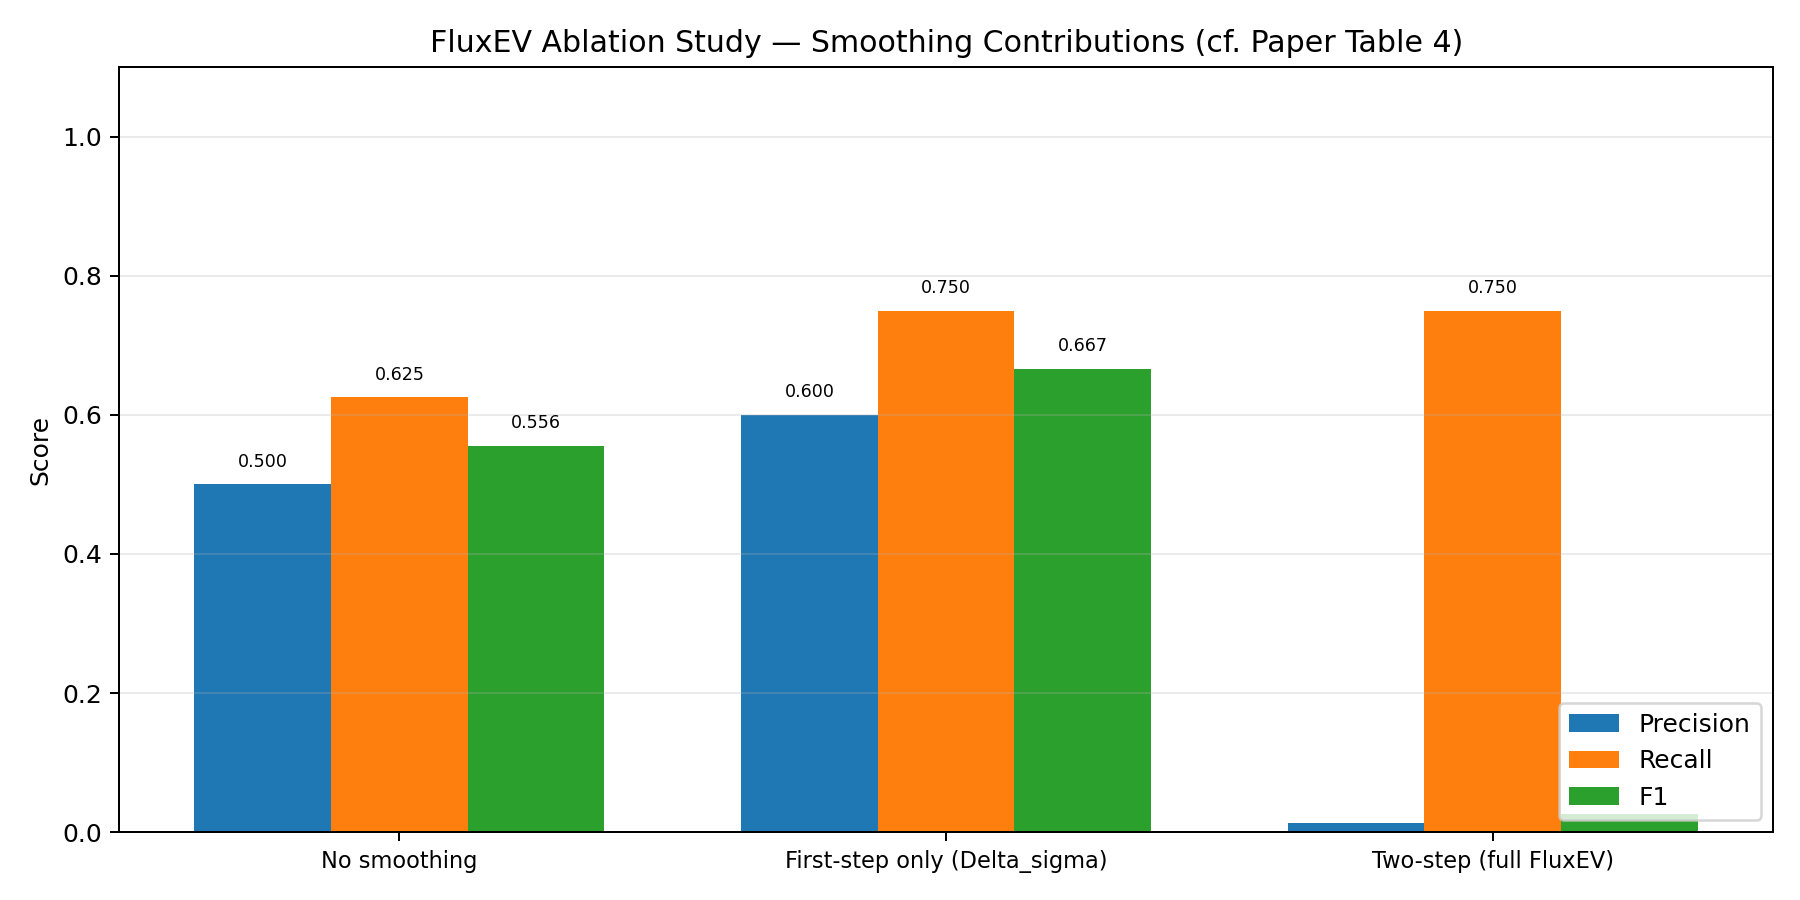 FluxEV Ablation Study — Smoothing Contributions (cf. Paper Table 4)
Score
1.0
0.8
0.6
0.4
0.2
0.0
0.500
0.625
0.556
0.600
0.750
0.667
0.750
Precision
Recall
F1
No smoothing
First-step only (Delta_sigma)
Two-step (full FluxEV)